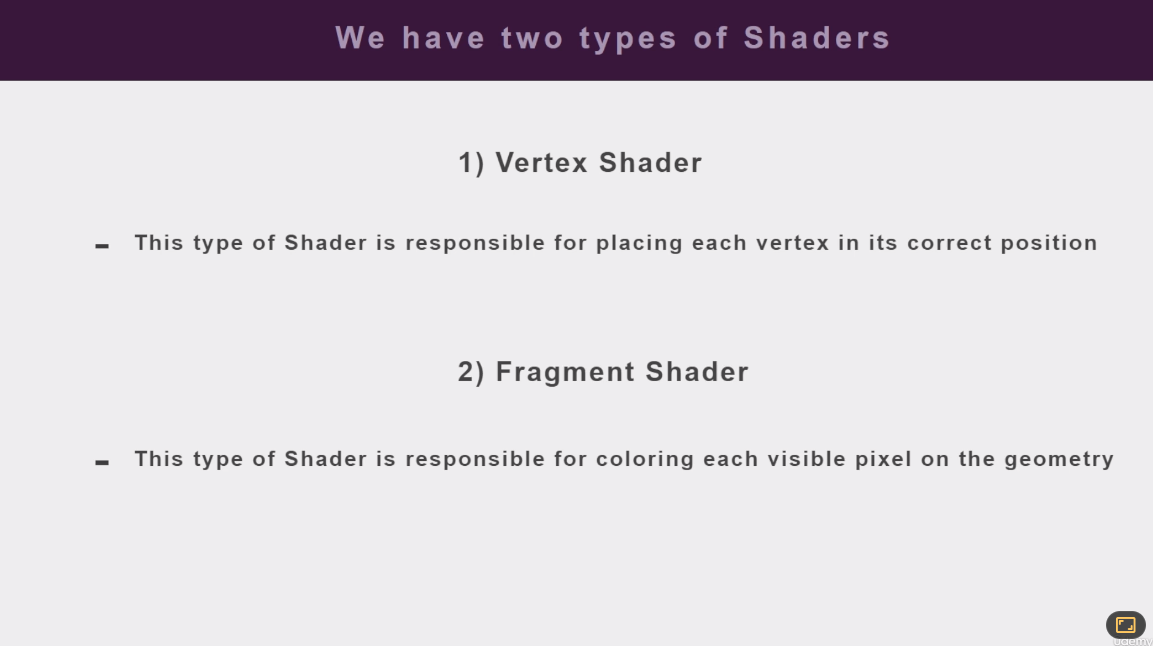 We have two types of Shaders
1) Vertex Shader
- This type of Shader is responsible for placing each vertex in its correct position
2) Fragment Shader
- This type of Shader is responsible for coloring each visible pixel on the geometry
udemy